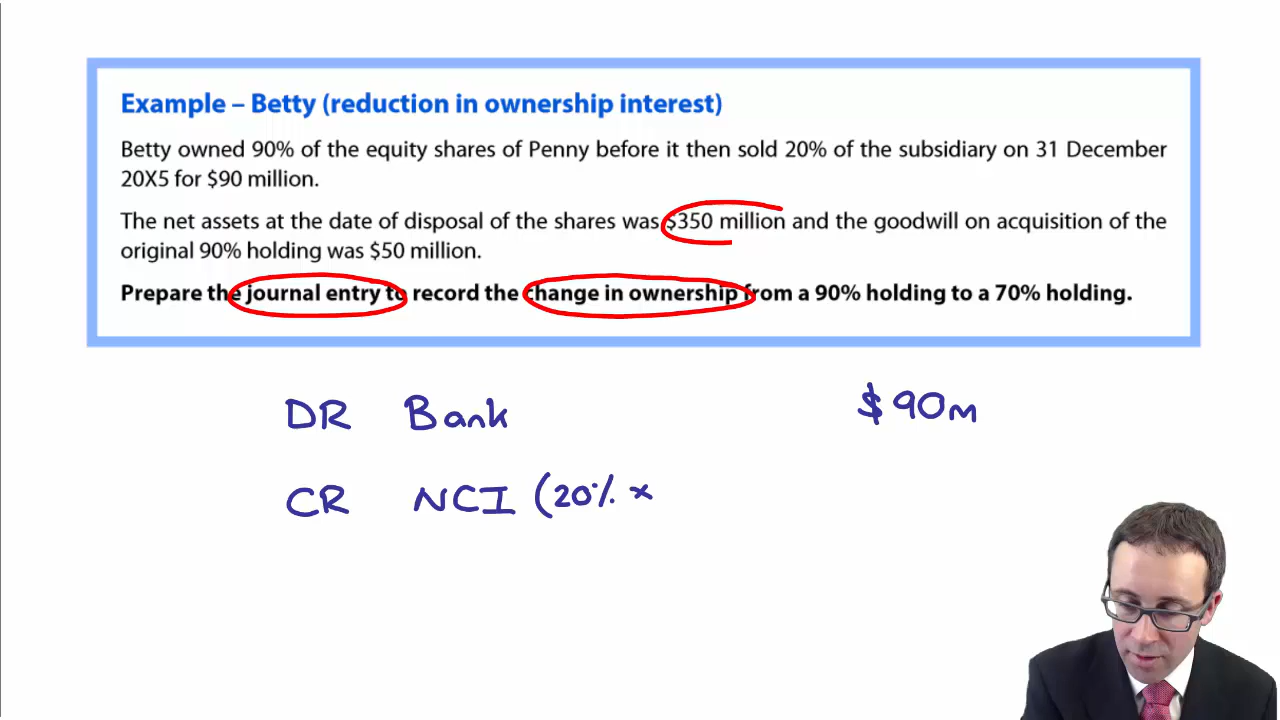 Example – Betty (reduction in ownership interest)
Betty owned 90% of the equity shares of Penny before it then sold 20% of the subsidiary on 31 December
20X5 for $90 million.
The net assets at the date of disposal of the shares was $350 million and the goodwill on acquisition of the
original 90% holding was $50 million.
Prepare the journal entry to record the change in ownership from a 90% holding to a 70% holding.
DR Bank $90m
CR NCI (20% x